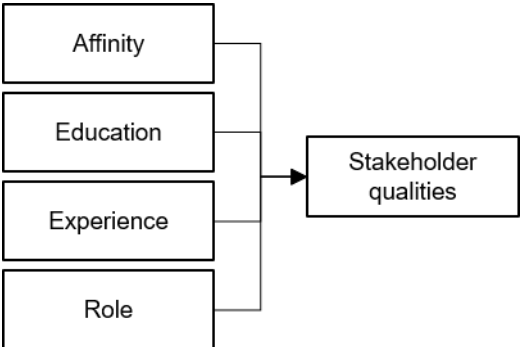 Affinity
Education
Stakeholder
qualities
Experience
Role